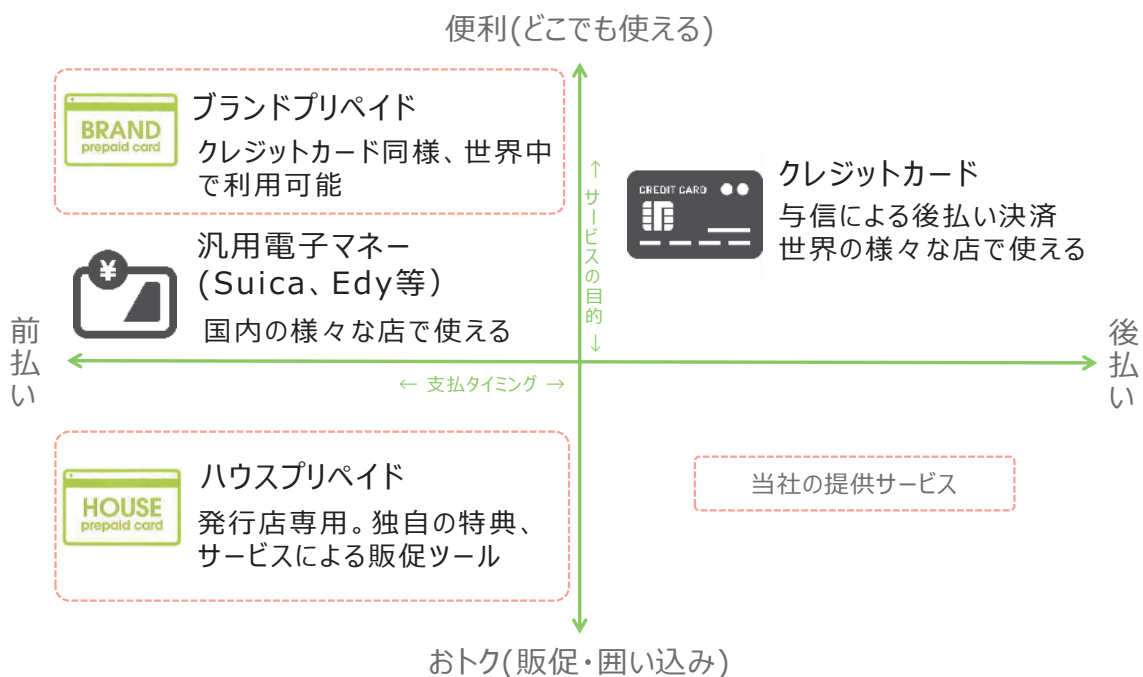 便利(どこでも使える)
BRAND
prepaid card
ブランドプリペイド
クレジットカード同様、世界中
で利用可能
¥
汎用電子マネー
(Suica、Edy等)
国内の様々な店で使える
↑サービスの目的↓
CREDIT CARD
クレジットカード
与信による後払い決済
世界の様々な店で使える
前払い
後払い
← 支払タイミング →
HOUSE
prepaid card
ハウスプリペイド
発行店専用。独自の特典、
サービスによる販促ツール
当社の提供サービス
おトク(販促・囲い込み)